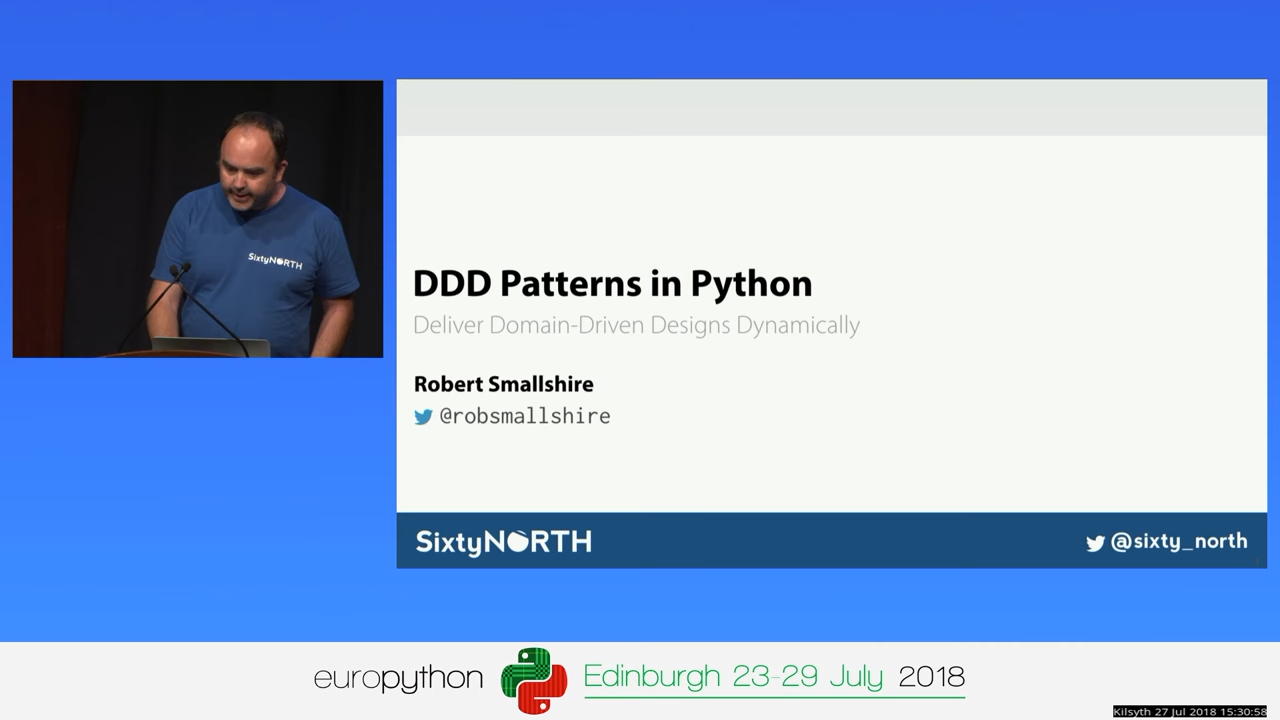 SixtyNORTH
DDD Patterns in Python
Deliver Domain-Driven Designs Dynamically
Robert Smallshire
@robsmallshire
SixtyNORTH
@sixty_north
europython
Edinburgh 23-29 July 2018
Kilsyth 27 Jul 2018 15:30:58